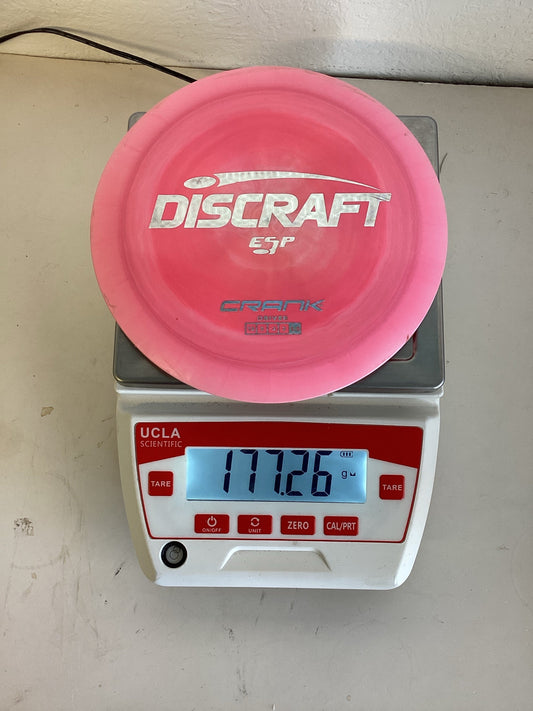 DISCRAFT
ESP
CRANK
UCLA
SCIENTIFIC
177.26 g
TARE
TARE
ON/OFF
UNIT
ZERO
CAL/PRT